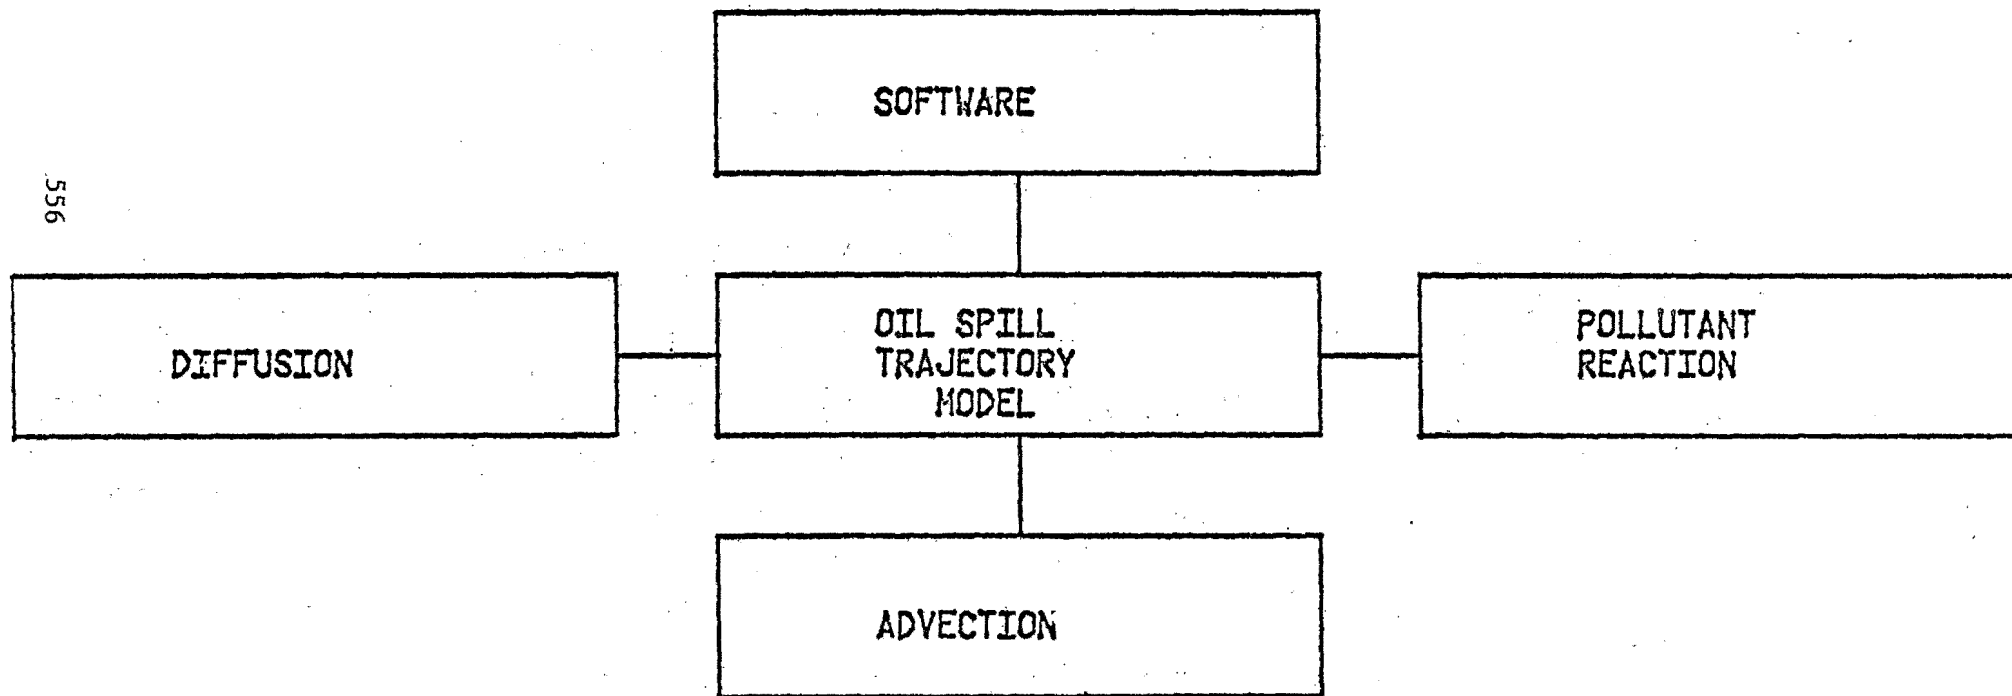 SOFTWARE
556
DIFFUSION
OIL SPILL
TRAJECTORY
MODEL
POLLUTANT
REACTION
ADVECTION